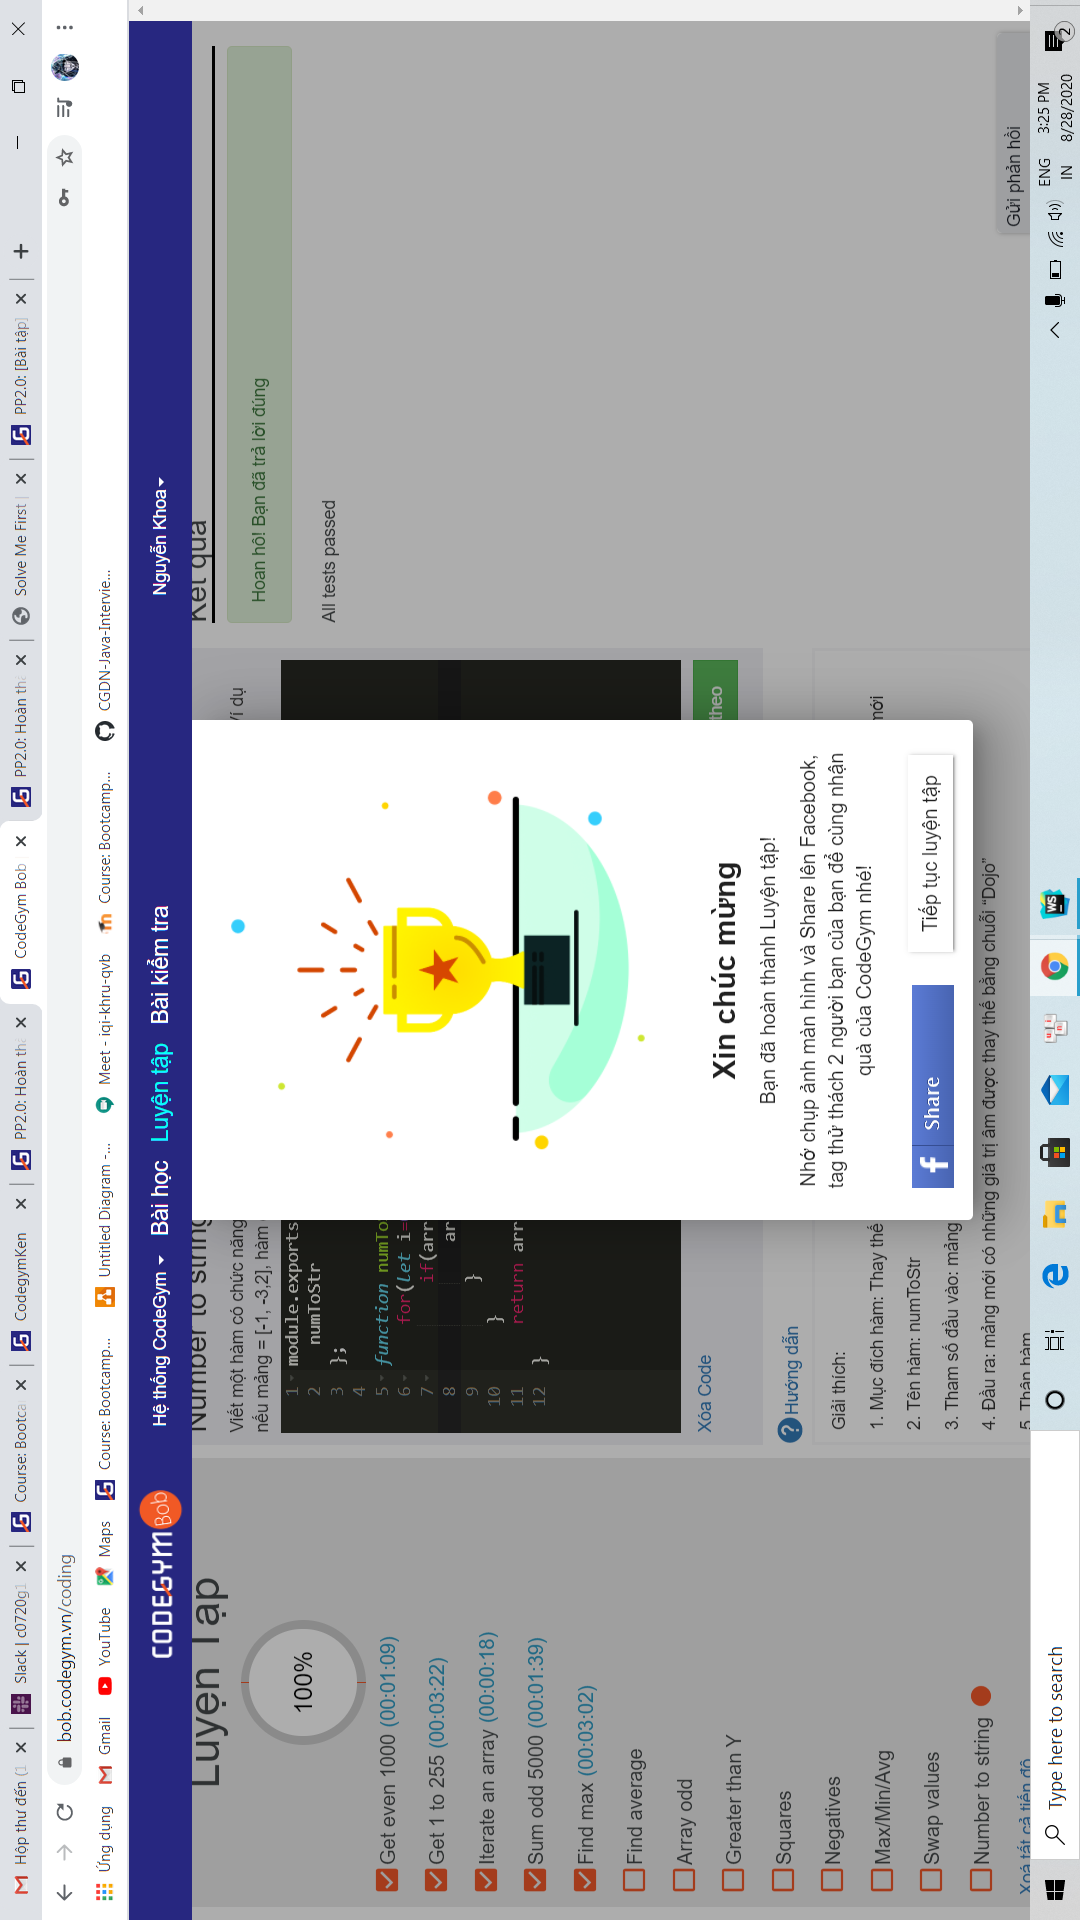 Hộp thư đến (1
Slack | c0720g1
Course: Bootca
CodegymKen
PP2.0: Hoàn th
CodeGym Bob
PP2.0: Hoàn th
Solve Me First |
PP2.0: [Bài tập]
bob.codegym.vn/coding
Ứng dụng
Gmail
YouTube
Maps
Course: Bootcamp...
Untitled Diagram -...
Meet - iqi-khru-qvb
Course: Bootcamp...
CGDN-Java-Intervie...
CODEGYM Bob
Hệ thống CodeGym
Bài học
Luyện tập
Bài kiểm tra
Nguyễn Khoa
Luyện Tập
100%
Get even 1000 (00:01:09)
Get 1 to 255 (00:03:22)
Iterate an array (00:00:18)
Sum odd 5000 (00:01:39)
Find max (00:03:02)
Find average
Array odd
Greater than Y
Squares
Negatives
Max/Min/Avg
Swap values
Number to string
Xoá tất cả tiến độ
Number to string
Viết một hàm có chức năng
Ví dụ
nếu mảng = [-1, -3,2], hàm
1 module.exports
2 numToStr
3 };
4
5 function numTo
6 for(let i=
7 if(arr
8 ar
9 }
10 }
11 return arr
12 }
Xóa Code
theo
Hướng dẫn
Giải thích:
1. Mục đích hàm: Thay thế
mới
2. Tên hàm: numToStr
3. Tham số đầu vào: mảng
4. Đầu ra: mảng mới có những giá trị âm được thay thế bằng chuỗi “Dojo”
5. Thân hàm
Xin chúc mừng
Bạn đã hoàn thành Luyện tập!
Nhớ chụp ảnh màn hình và Share lên Facebook,
tag thử thách 2 người bạn của bạn để cùng nhận
quà của CodeGym nhé!
f Share
Tiếp tục luyện tập
Kết quả
Hoan hô! Bạn đã trả lời đúng
All tests passed
Gửi phản hồi
Type here to search
WS
ENG
IN
3:25 PM
8/28/2020
2